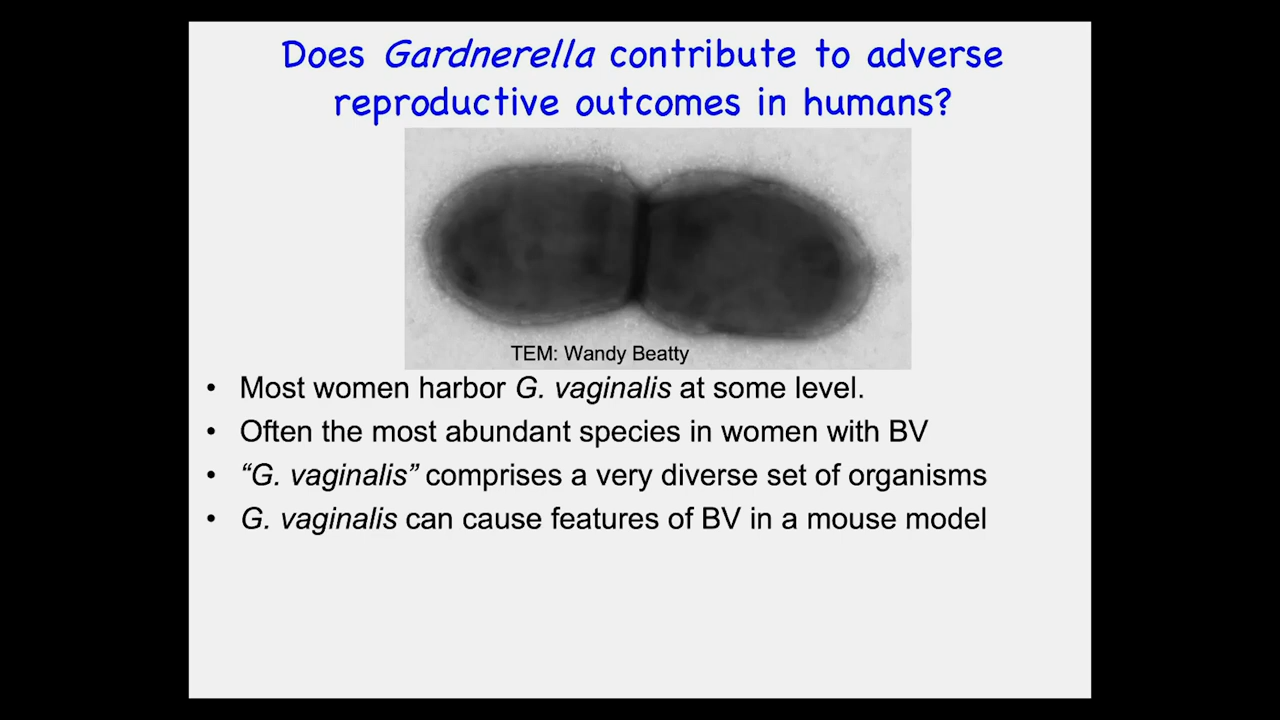 Does Gardnerella contribute to adverse
reproductive outcomes in humans?
TEM: Wandy Beatty
• Most women harbor G. vaginalis at some level.
• Often the most abundant species in women with BV
• “G. vaginalis” comprises a very diverse set of organisms
• G. vaginalis can cause features of BV in a mouse model